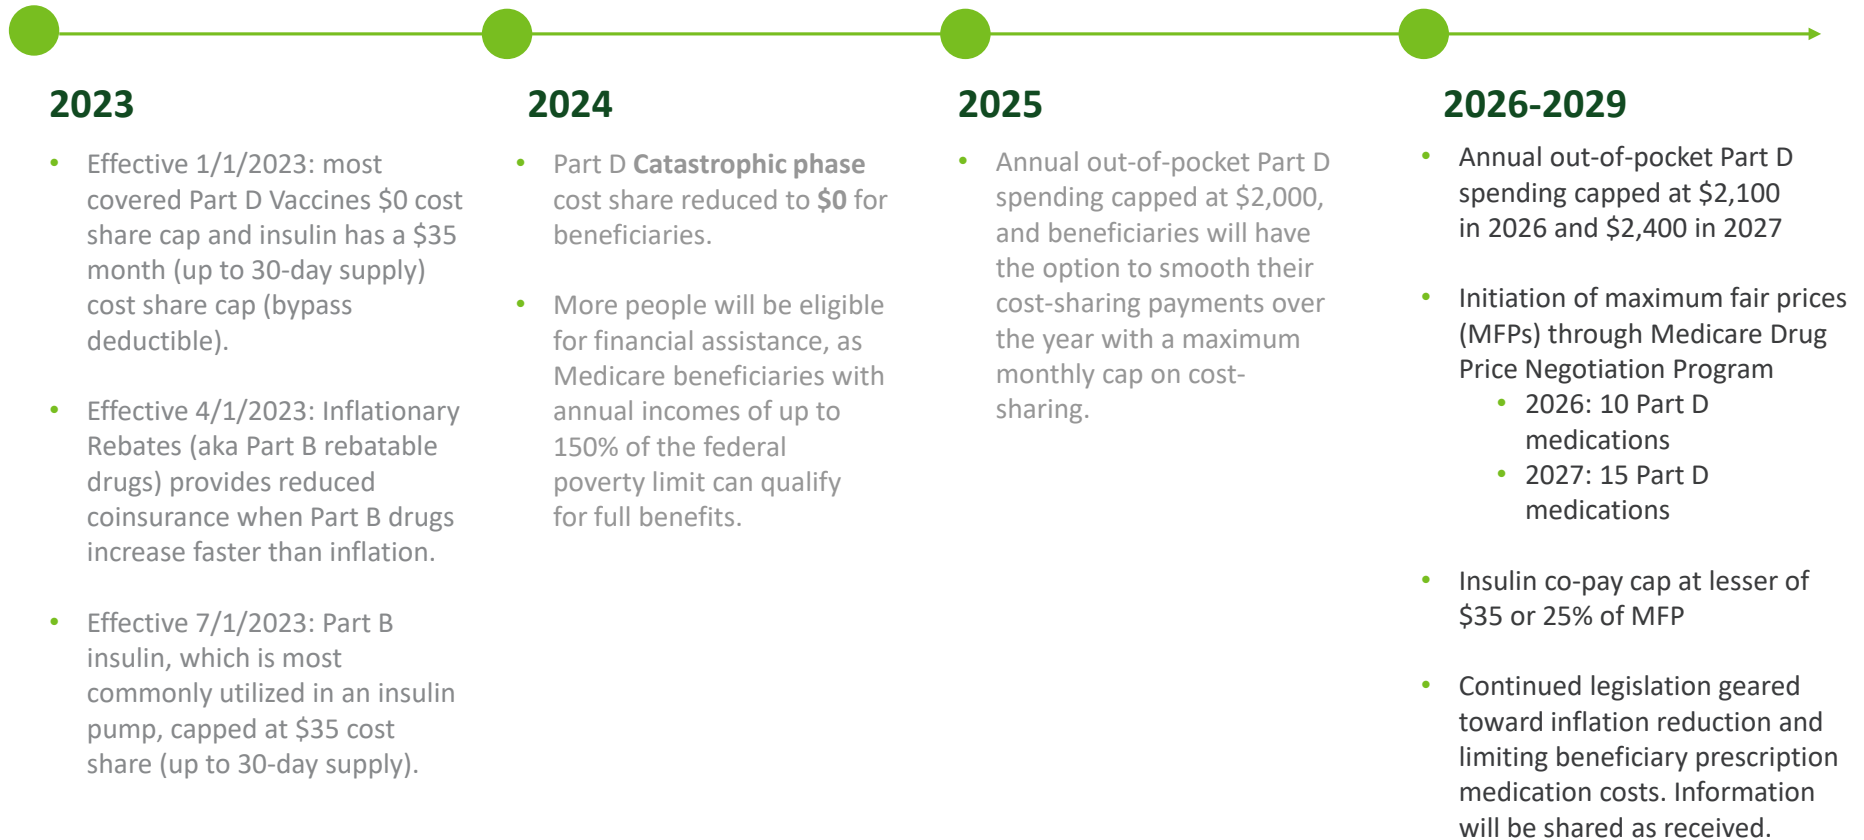 2023
• Effective 1/1/2023: most
covered Part D Vaccines $0 cost
share cap and insulin has a $35
month (up to 30-day supply)
cost share cap (bypass
deductible).
• Effective 4/1/2023: Inflationary
Rebates (aka Part B rebatable
drugs) provides reduced
coinsurance when Part B drugs
increase faster than inflation.
• Effective 7/1/2023: Part B
insulin, which is most
commonly utilized in an insulin
pump, capped at $35 cost
share (up to 30-day supply).
2024
• Part D Catastrophic phase
cost share reduced to $0 for
beneficiaries.
• More people will be eligible
for financial assistance, as
Medicare beneficiaries with
annual incomes of up to
150% of the federal
poverty limit can qualify
for full benefits.
2025
• Annual out-of-pocket Part D
spending capped at $2,000,
and beneficiaries will have
the option to smooth their
cost-sharing payments over
the year with a maximum
monthly cap on cost-
sharing.
2026-2029
• Annual out-of-pocket Part D
spending capped at $2,100
in 2026 and $2,400 in 2027
• Initiation of maximum fair prices
(MFPs) through Medicare Drug
Price Negotiation Program
• 2026: 10 Part D
medications
• 2027: 15 Part D
medications
• Insulin co-pay cap at lesser of
$35 or 25% of MFP
• Continued legislation geared
toward inflation reduction and
limiting beneficiary prescription
medication costs. Information
will be shared as received.